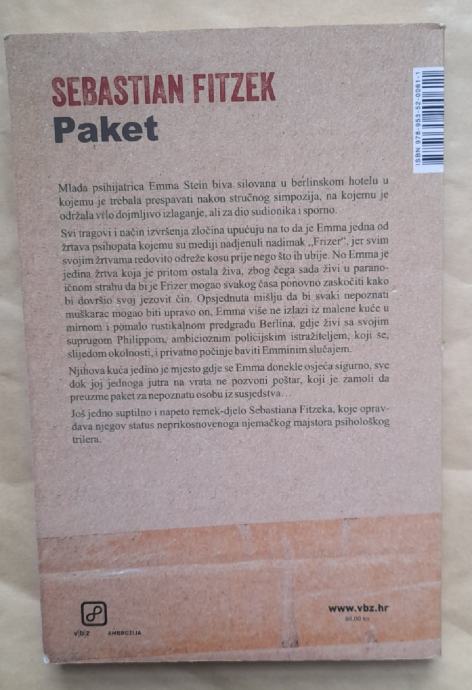 SEBASTIAN FITZEK
Paket
ISBN 978-953-52-0061-1
Mlada psihijatrica Emma Stein biva silovana u berlinskom hotelu u
kojemu je trebala prespavati nakon stručnog simpozija, na kojemu je
održala vrlo dojmljivo izlaganje, ali za dio sudionika i sporno.
Svi tragovi i način izvršenja zločina upućuju na to da je Emma jedna od
žrtava psihopata kojemu su mediji nadjenuli nadimak „Frizer“, jer svim
svojim žrtvama redovito odreže kosu prije nego što ih ubije. No Emma je
jedina žrtva koja je pritom ostala živa, zbog čega sada živi u parano-
ičnom strahu da bi je Frizer mogao svakog časa ponovno zaskočiti kako
bi dovršio svoj jezovit čin. Opsjednuta mišlju da bi svaki nepoznati
muškarac mogao biti upravo on, Emma više ne izlazi iz malene kuće u
mirnom i pomalo rustikalnom predgrađu Berlina, gdje živi sa svojim
suprugom Philippom, ambicioznim policijskim istražiteljem, koji se,
slijedom okolnosti, i privatno počinje baviti Emminim slučajem.
Njihova kuća jedino je mjesto gdje se Emma donekle osjeća sigurno, sve
dok joj jednoga jutra na vrata ne pozvoni poštar, koji je zamoli da
preuzme paket za nepoznatu osobu iz susjedstva…
Još jedno suptilno i napeto remek-djelo Sebastiana Fitzeka, koje oprav-
dava njegov status neprikosnovenoga njemačkog majstora psihološkog
trilera.
v|b|z
AMBROZIJA
www.vbz.hr